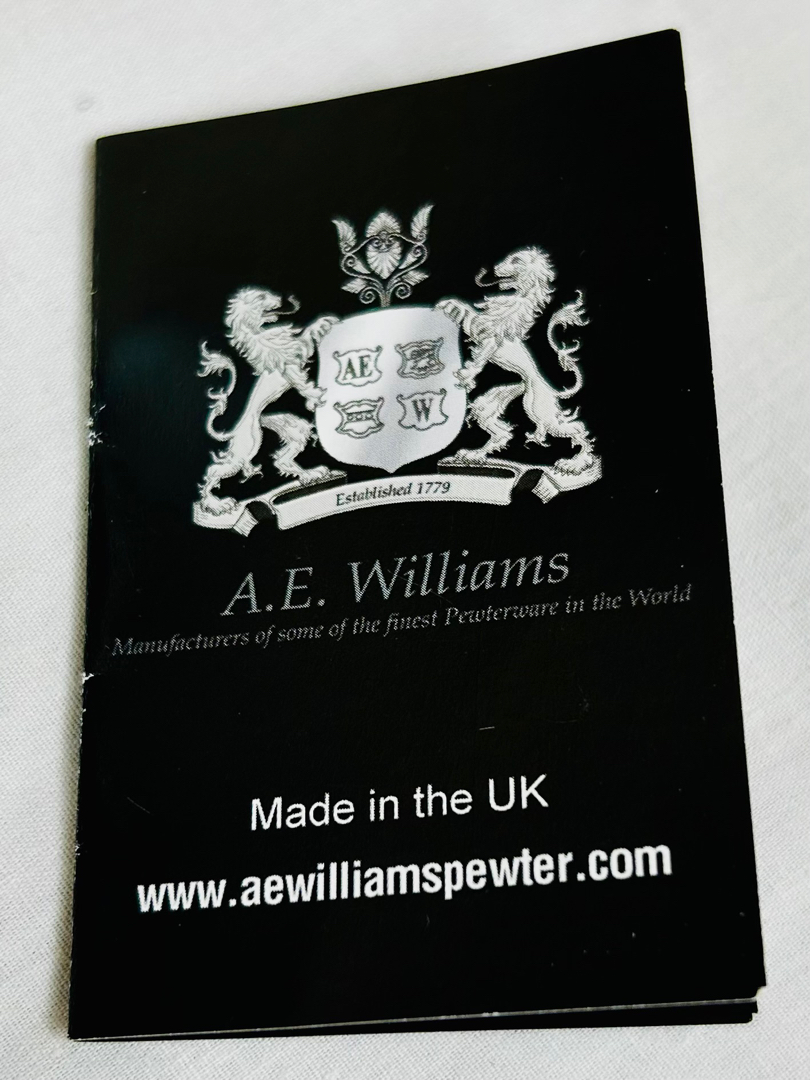 AE
W
Established 1779
A.E. Williams
Manufacturers of some of the finest Pewterware in the World
Made in the UK
www.aewilliamspewter.com